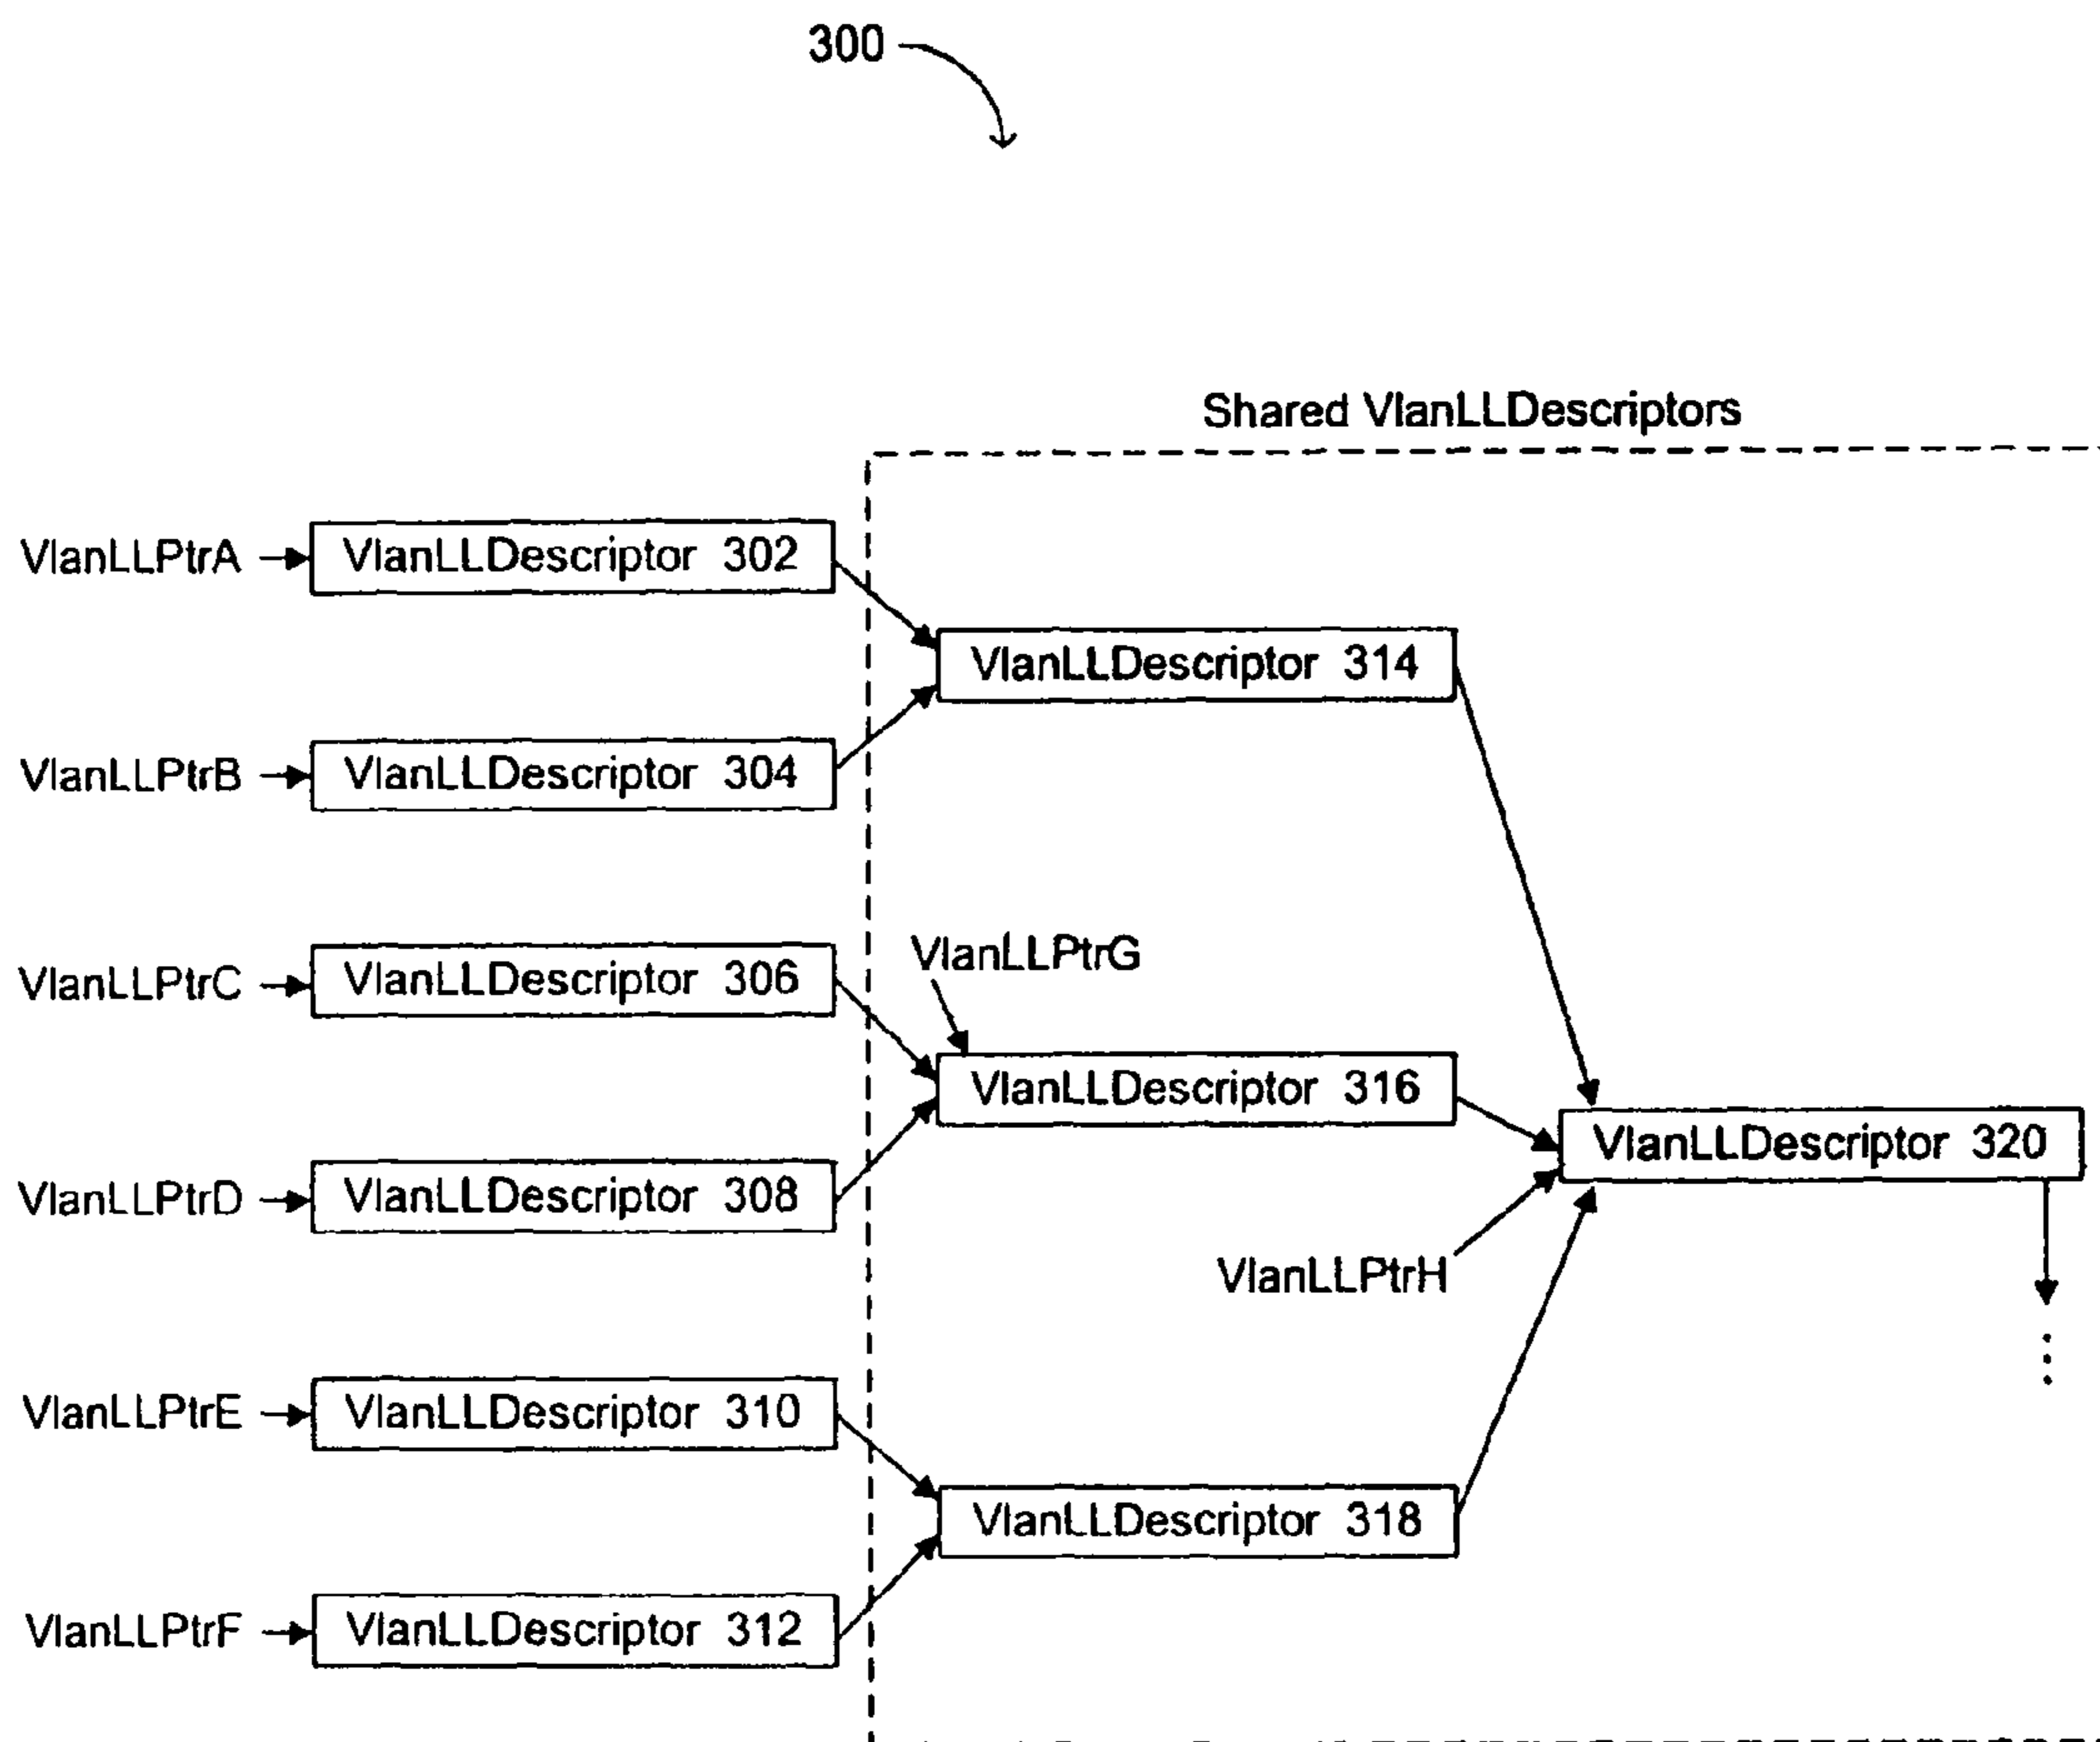 300
Shared VlanLLDescriptors
VlanLLPtrA
VlanLLDescriptor 302
VlanLLDescriptor 314
VlanLLPtrB
VlanLLDescriptor 304
VlanLLPtrC
VlanLLDescriptor 306
VlanLLPtrG
VlanLLDescriptor 316
VlanLLDescriptor 320
VlanLLPtrD
VlanLLDescriptor 308
VlanLLPtrH
VlanLLPtrE
VlanLLDescriptor 310
VlanLLDescriptor 318
VlanLLPtrF
VlanLLDescriptor 312